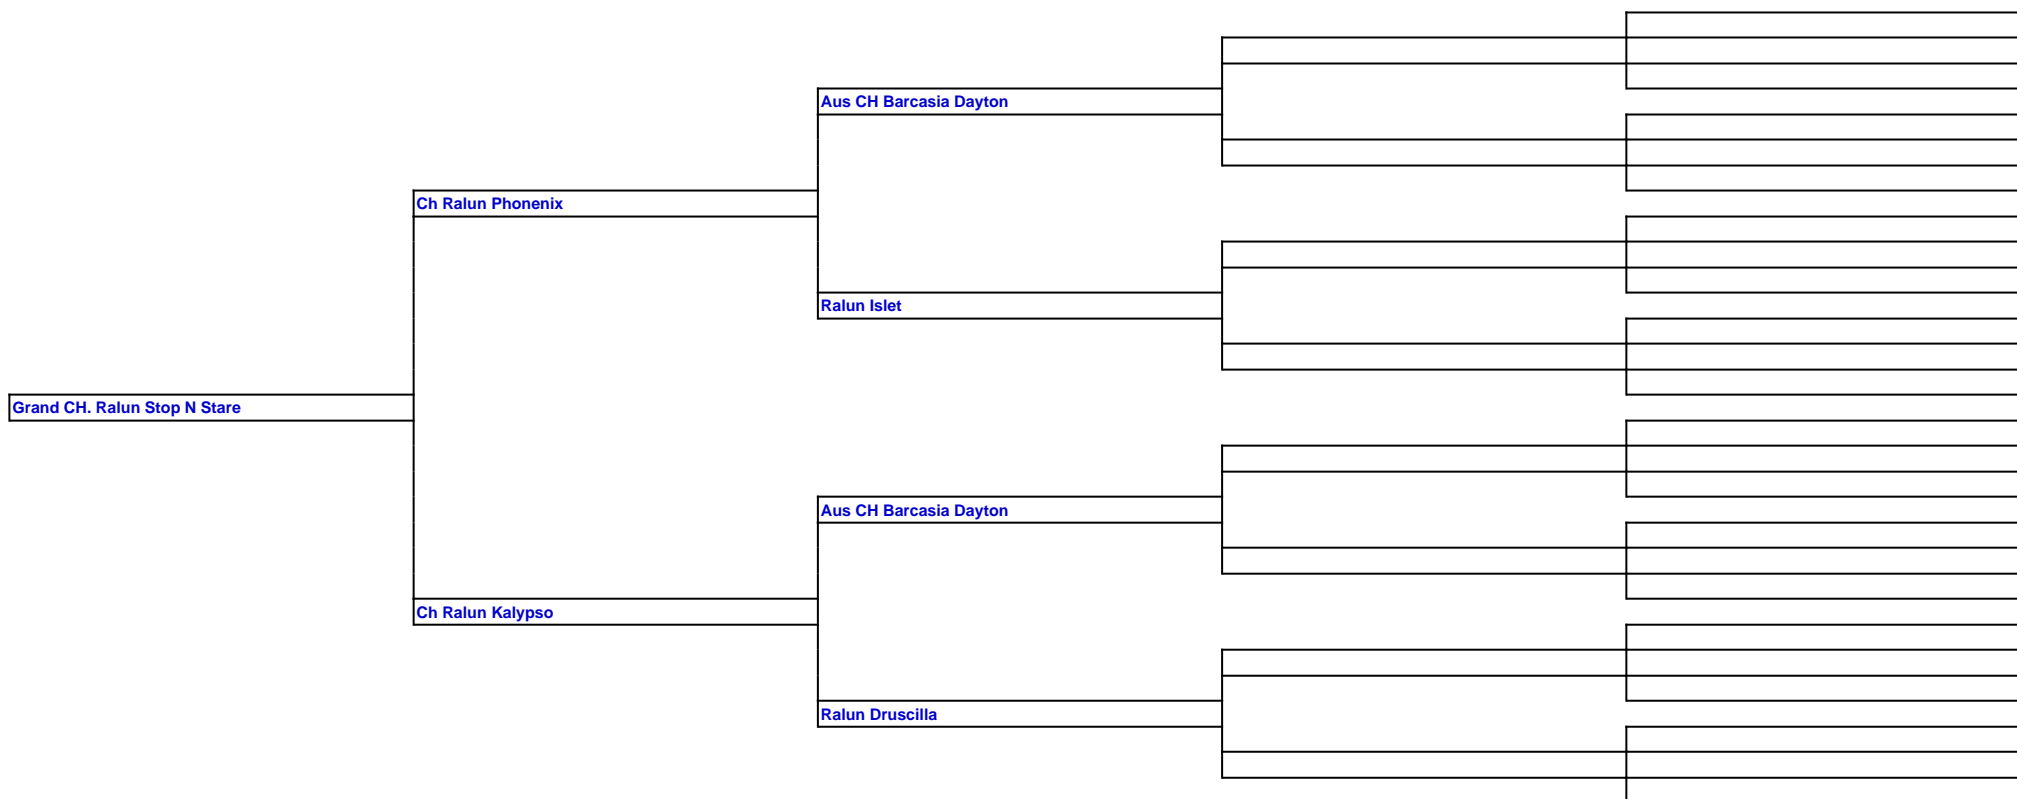 Aus CH Barcasia Dayton
Ch Ralun Phonenix
Ralun Islet
Grand CH. Ralun Stop N Stare
Aus CH Barcasia Dayton
Ch Ralun Kalypso
Ralun Druscilla